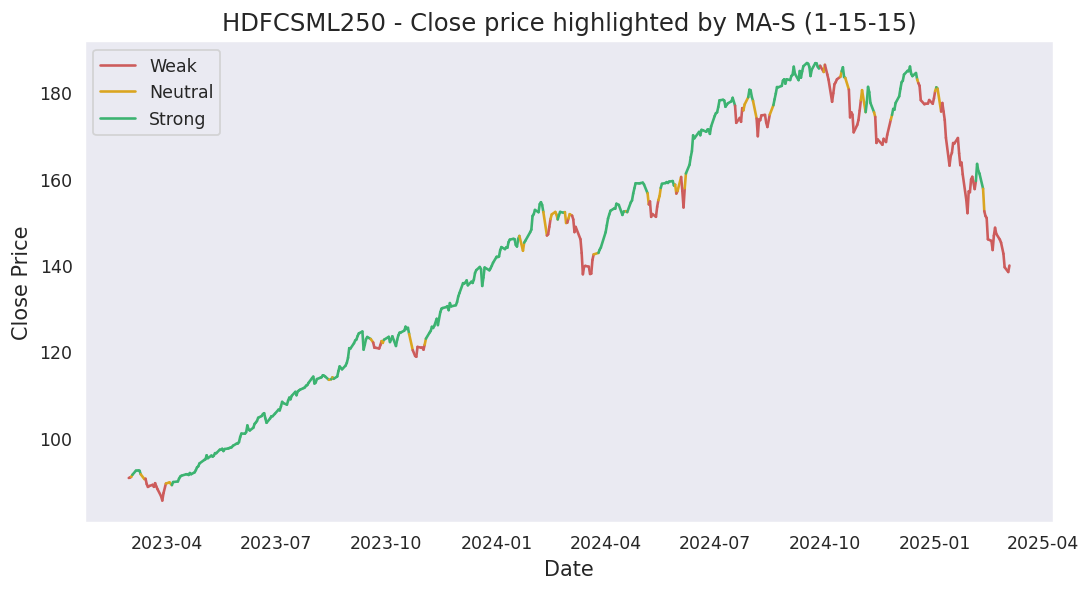 HDFCSML250 - Close price highlighted by MA-S (1-15-15)
Weak
Neutral
Strong
180
160
140
120
100
Close Price
2023-04 2023-07 2023-10 2024-01 2024-04 2024-07 2024-10 2025-01 2025-04
Date